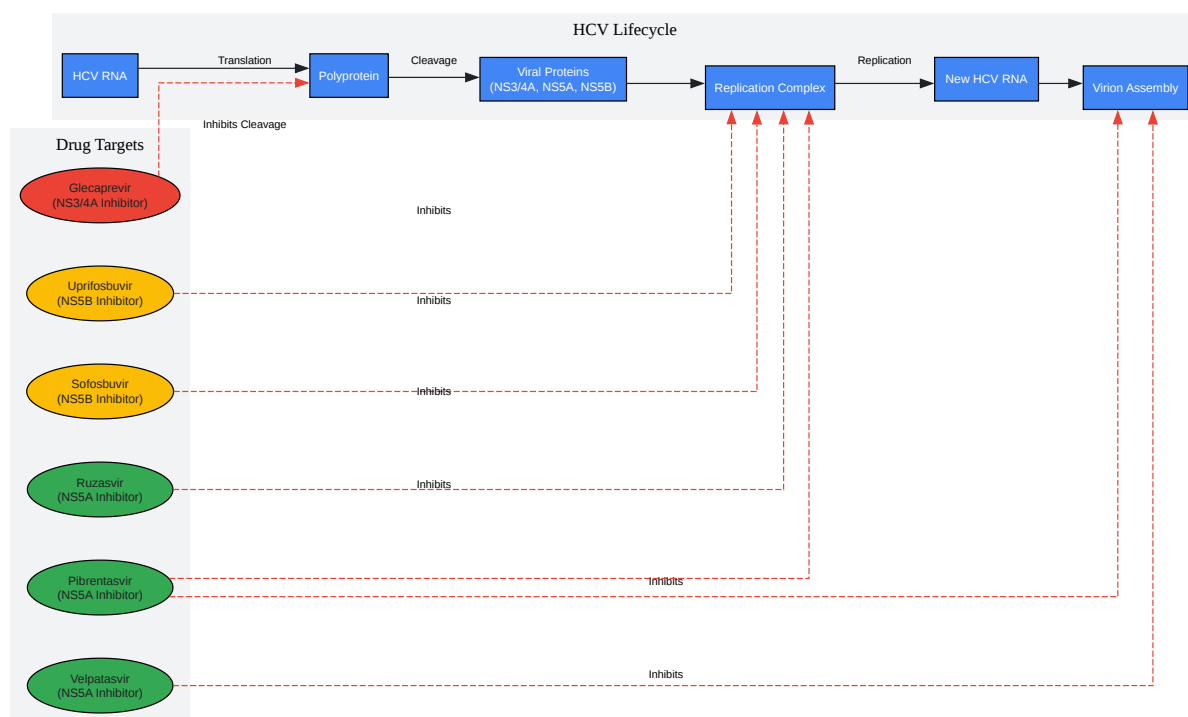 HCV Lifecycle
HCV RNA
Translation
Polyprotein
Cleavage
Viral Proteins
(NS3/4A, NS5A, NS5B)
Replication Complex
Replication
New HCV RNA
Virion Assembly
Inhibits Cleavage
Drug Targets
Glecaprevir
(NS3/4A Inhibitor)
Inhibits
Uprifosbuvir
(NS5B Inhibitor)
Inhibits
Sofosbuvir
(NS5B Inhibitor)
Inhibits
Ruzasvir
(NS5A Inhibitor)
Inhibits
Pibrentasvir
(NS5A Inhibitor)
Inhibits
Velpatasvir
(NS5A Inhibitor)
Inhibits